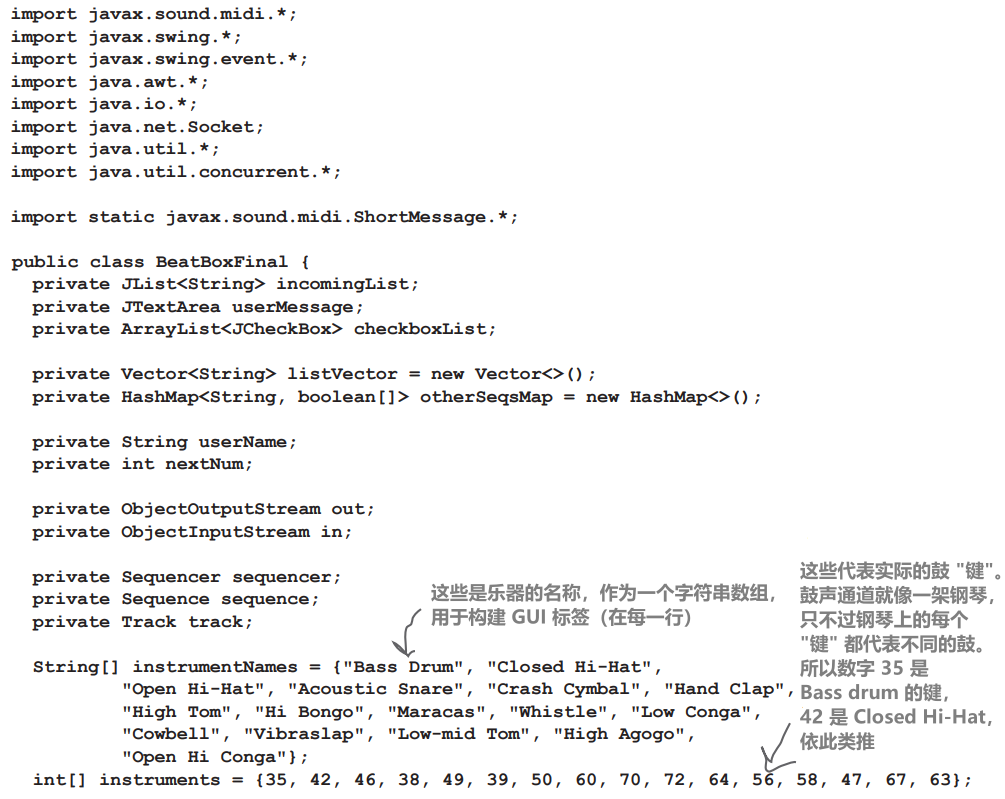 import javax.sound.midi.*;
import javax.swing.*;
import javax.swing.event.*;
import java.awt.*;
import java.io.*;
import java.net.Socket;
import java.util.*;
import java.util.concurrent.*;
import static javax.sound.midi.ShortMessage.*;
public class BeatBoxFinal {
private JList<String> incomingList;
private JTextArea userMessage;
private ArrayList<JCheckBox> checkboxList;
private Vector<String> listVector = new Vector<>();
private HashMap<String, boolean[]> otherSeqsMap = new HashMap<>();
private String userName;
private int nextNum;
private ObjectOutputStream out;
private ObjectInputStream in;
private Sequencer sequencer;
private Sequence sequence;
private Track track;
这些是乐器的名称，作为一个字符串数组，
用于构建 GUI 标签（在每一行）
这些代表实际的鼓 "键"。
鼓声通道就像一架钢琴，
只不过钢琴上的每个
"键" 都代表不同的鼓。
所以数字 35 是
Bass drum 的键，
42 是 Closed Hi-Hat，
依此类推
String[] instrumentNames = {"Bass Drum", "Closed Hi-Hat",
"Open Hi-Hat", "Acoustic Snare", "Crash Cymbal", "Hand Clap",
"High Tom", "Hi Bongo", "Maracas", "Whistle", "Low Conga",
"Cowbell", "Vibraslap", "Low-mid Tom", "High Agogo",
"Open Hi Conga"};
int[] instruments = {35, 42, 46, 38, 49, 39, 50, 60, 70, 72, 64, 56, 58, 47, 67, 63};